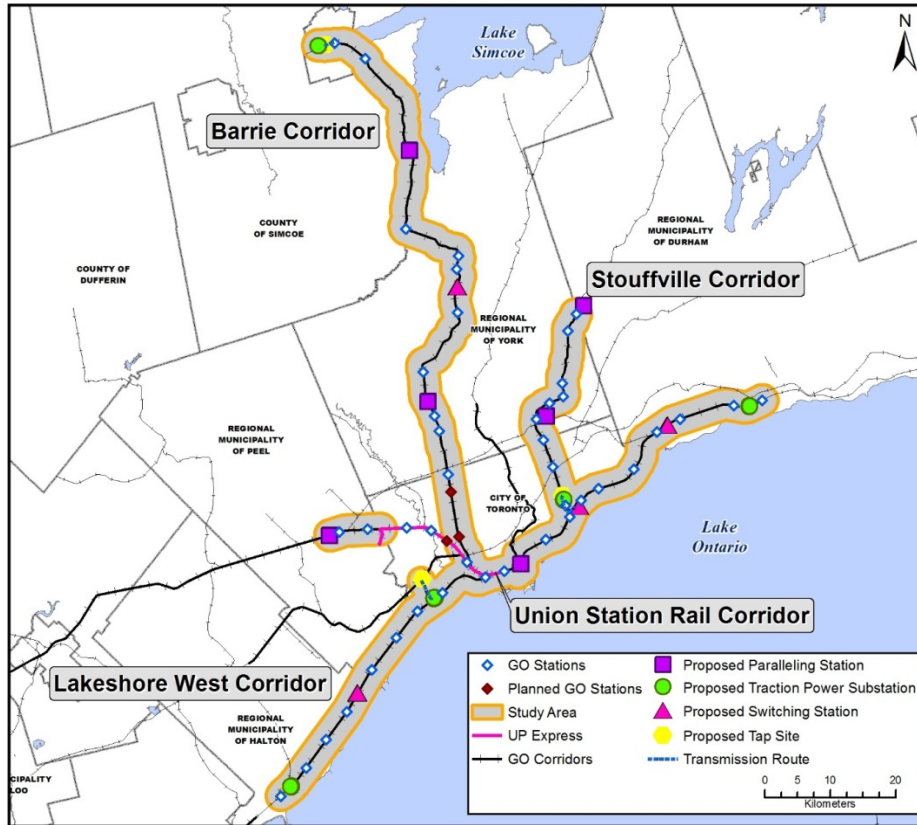 Lake
Simcoe
N
Barrie Corridor
COUNTY
OF SIMCOE
REGIONAL
MUNICIPALITY
OF DURHAM
COUNTY OF
DUFFERIN
Stouffville Corridor
REGIONAL
MUNICIPALITY
OF YORK
REGIONAL
MUNICIPALITY
OF PEEL
CITY OF
TORONTO
Lake
Ontario
Union Station Rail Corridor
Lakeshore West Corridor
REGIONAL
MUNICIPALITY
OF HALTON
CIPALITY
LOO
GO Stations
Planned GO Stations
Study Area
UP Express
GO Corridors
Proposed Paralleling Station
Proposed Traction Power Substation
Proposed Switching Station
Proposed Tap Site
Transmission Route
0 5 10 20
Kilometers